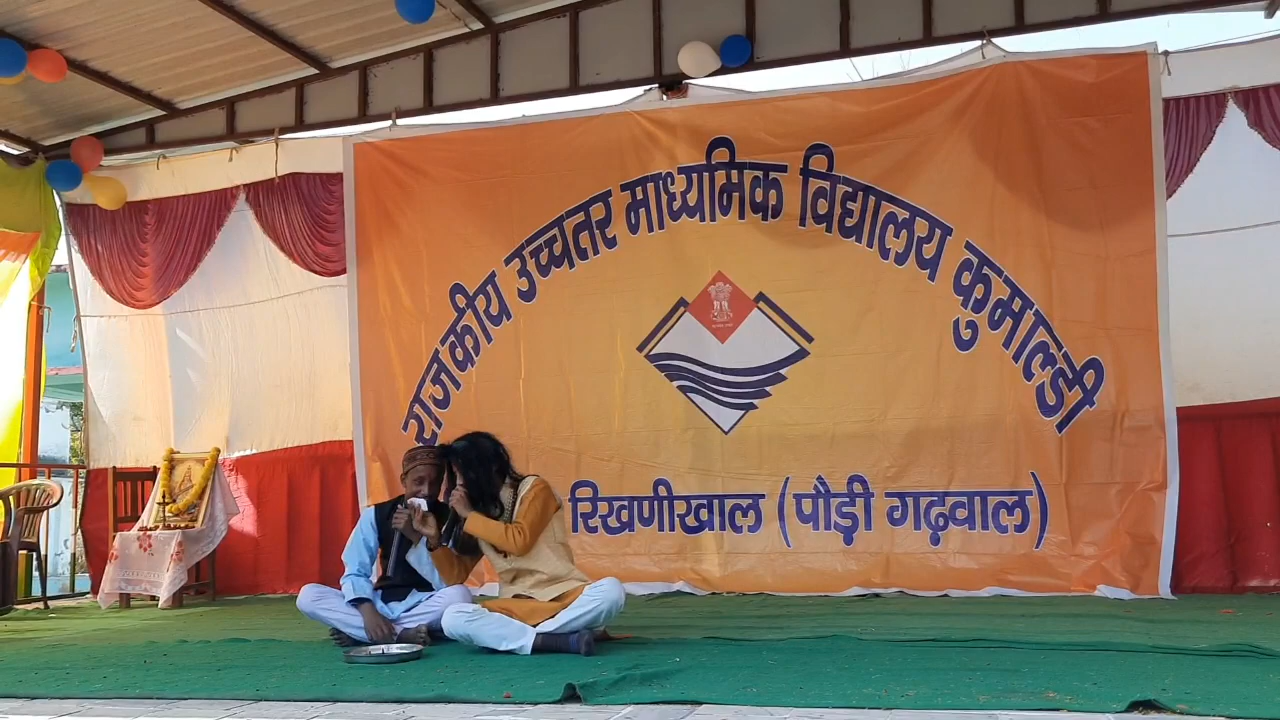 राजकीय उच्चतर माध्यमिक विद्यालय कुमाल्डी
रिखणीखाल (पौड़ी गढ़वाल)